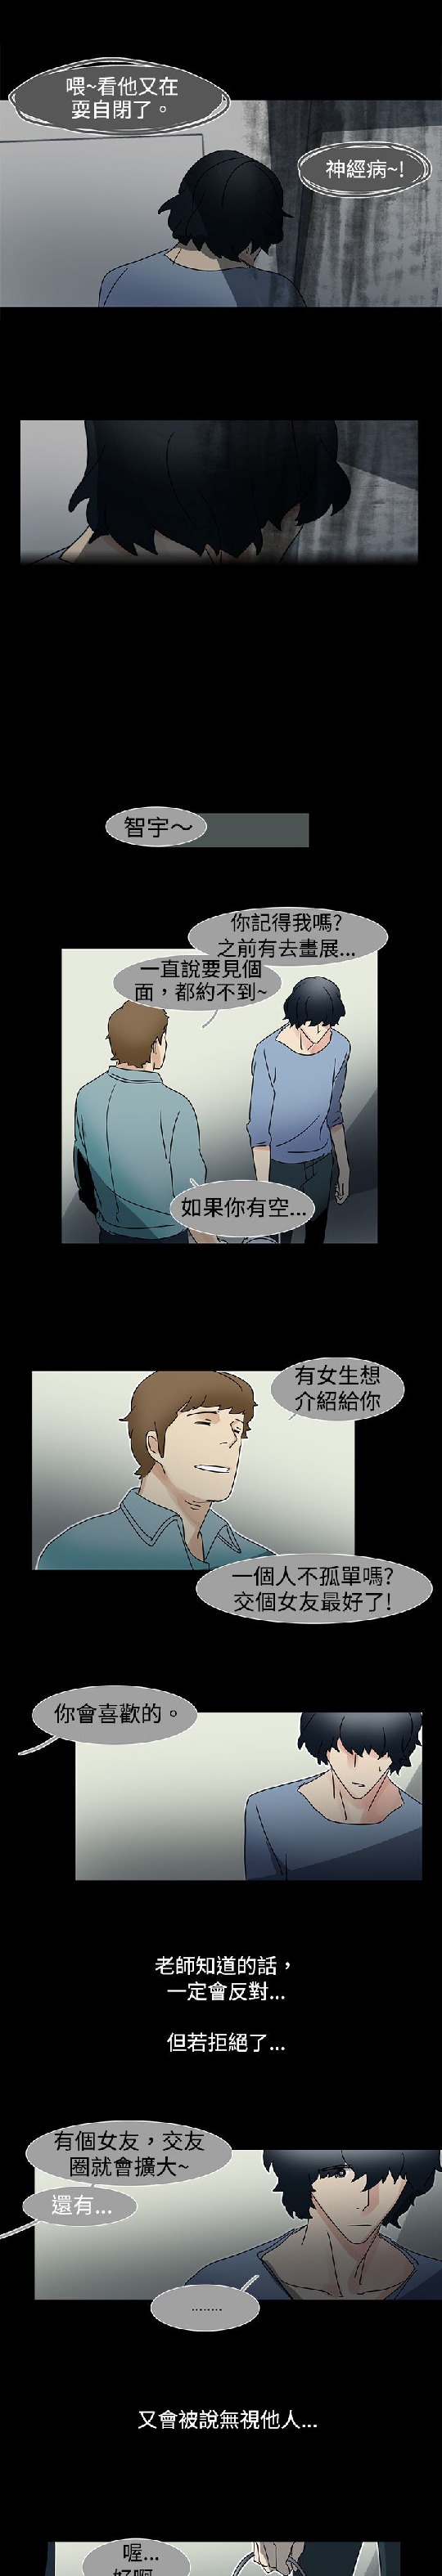 喂~看他又在
耍自閉了。
神經病~!
智宇～
你記得我嗎?
之前有去畫展...
一直說要見個
面，都約不到~
如果你有空...
有女生想
介紹給你
一個人不孤單嗎?
交個女友最好了!
你會喜歡的。
老師知道的話，
一定會反對...
但若拒絕了...
有個女友，交友
圈就會擴大~
還有...
........
又會被說無視他人...
喔...
好啊